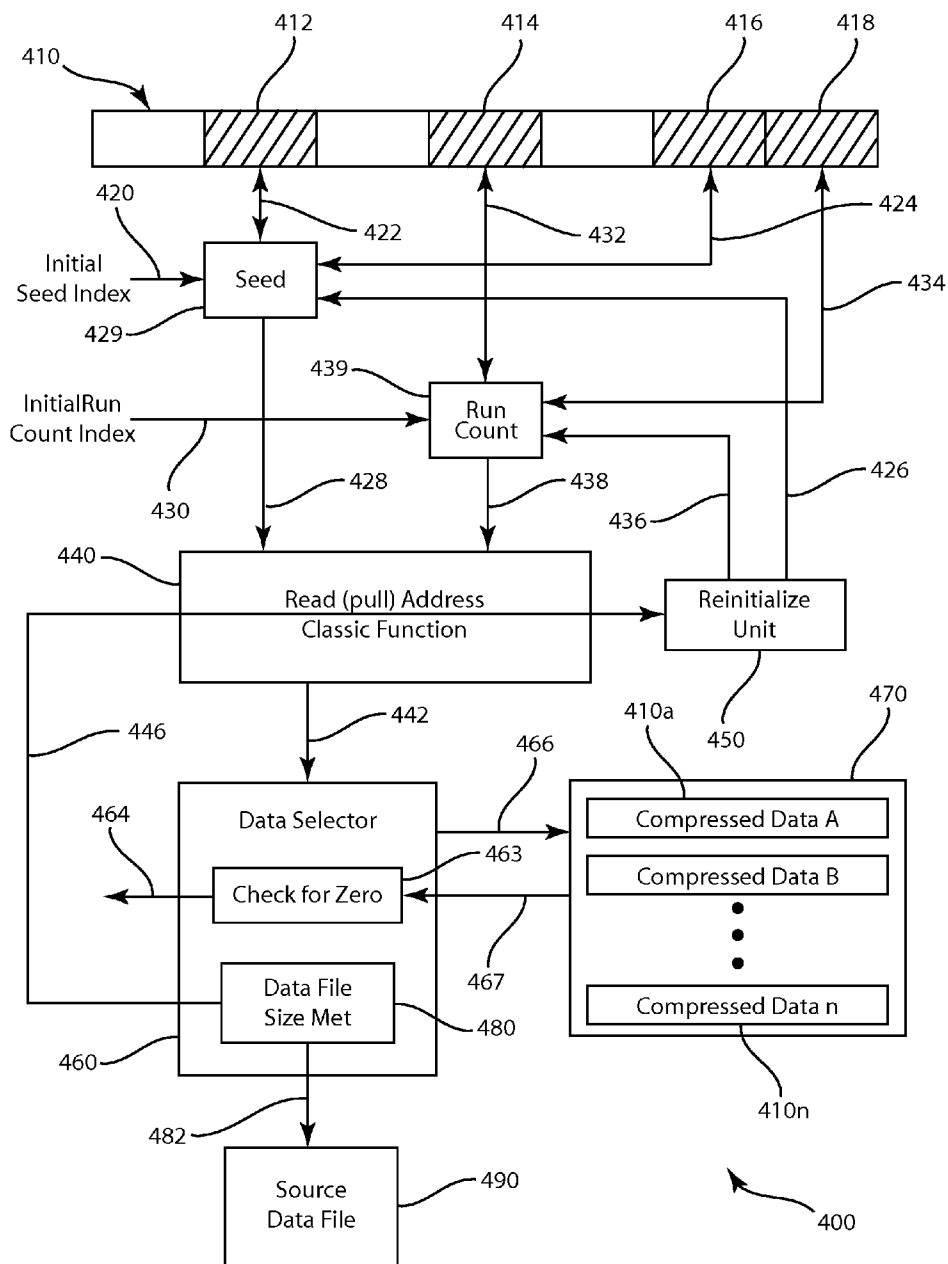 412
414
416
418
410
420
422
432
424
Initial
Seed Index
Seed
434
429
439
InitialRun
Count Index
Run
Count
430
428
438
436
426
440
Read (pull) Address
Classic Function
Reinitialize
Unit
446
442
410a
450
470
466
464
Data Selector
463
Compressed Data A
Check for Zero
Compressed Data B
467
Data File
Size Met
480
Compressed Data n
460
410n
482
490
Source
Data File
400